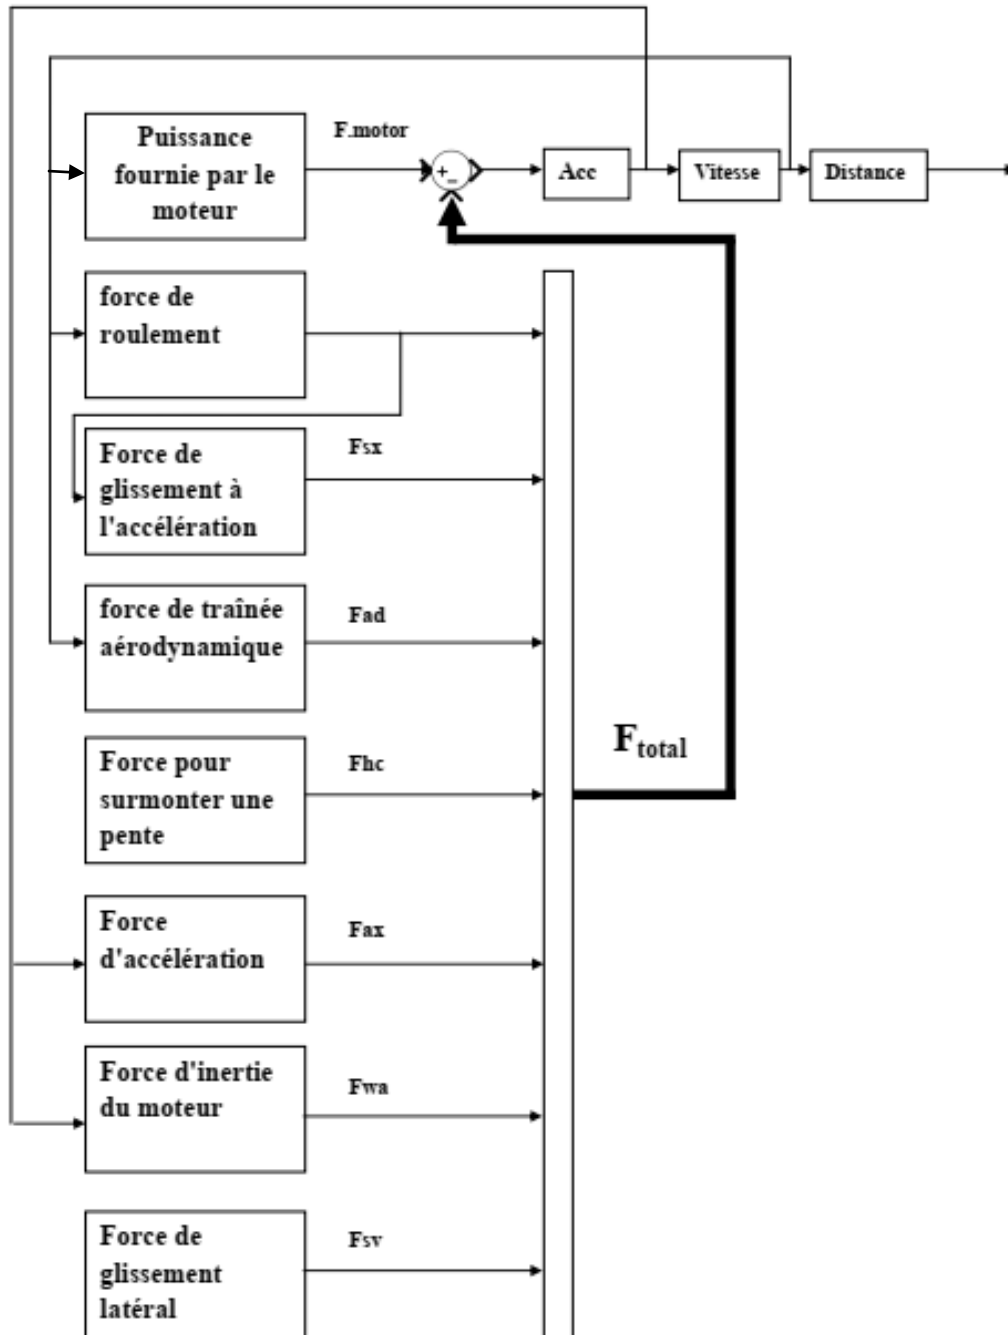 Puissance
fournie par le
moteur
F.motor
+
-
Acc
Vitesse
Distance
force de
roulement
Force de
glissement à
l'accélération
Fsx
force de traînée
aérodynamique
Fad
Force pour
surmonter une
pente
Fhc
F total
Force
d'accélération
Fax
Force d'inertie
du moteur
Fwa
Force de
glissement
latéral
Fsv